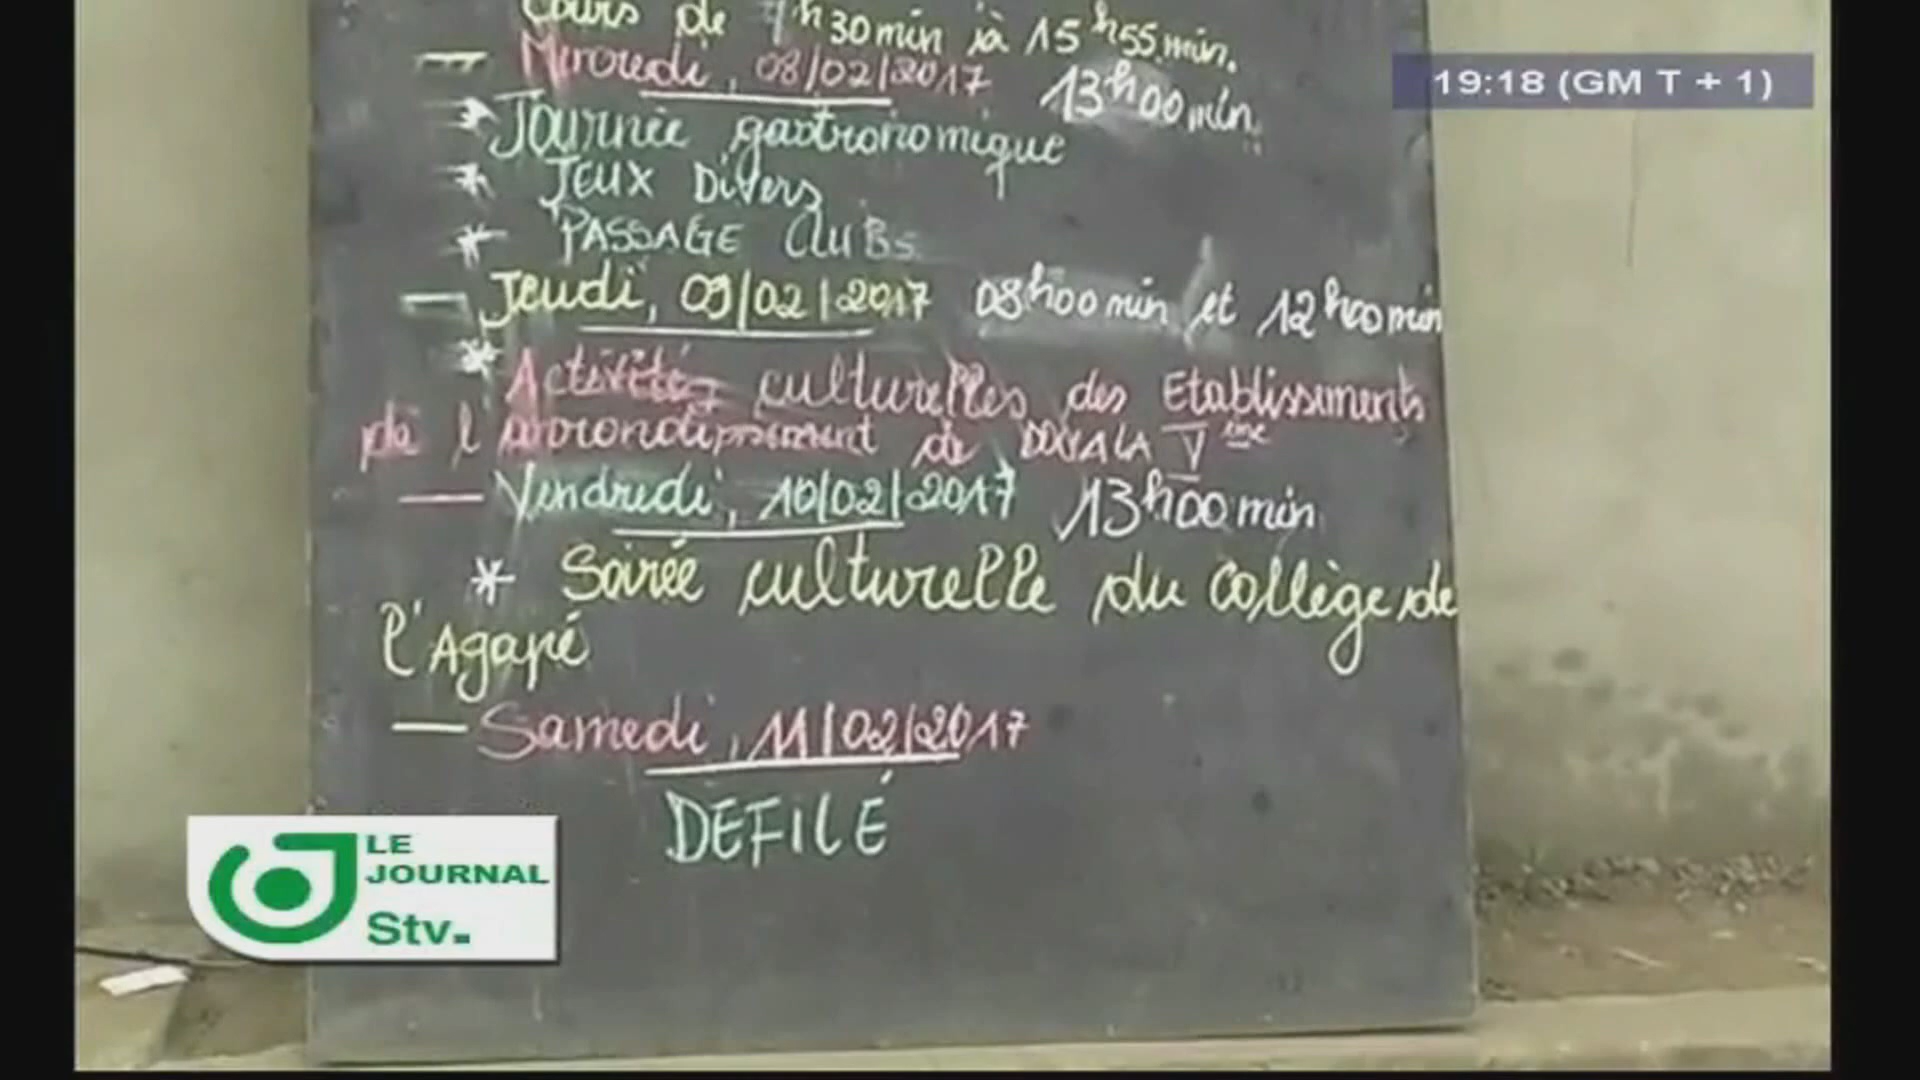 Cours de 7h30min à 15h55min.
— Mercredi, 08/02/2017 13h00min
* Journée gastronomique
* JEUX Divers
* PASSAGE CLUBS
— Jeudi, 09/02/2017 08h00min et 12h00min
* Activités culturelles des Etablissements
de l'Arrondissement de DOUALA Vème
— Vendredi, 10/02/2017 13h00min
* Soirée culturelle du collège de
l'Agapé
— Samedi, 11/02/2017
DEFILÉ
19:18 (GMT + 1)
LE
JOURNAL
Stv.